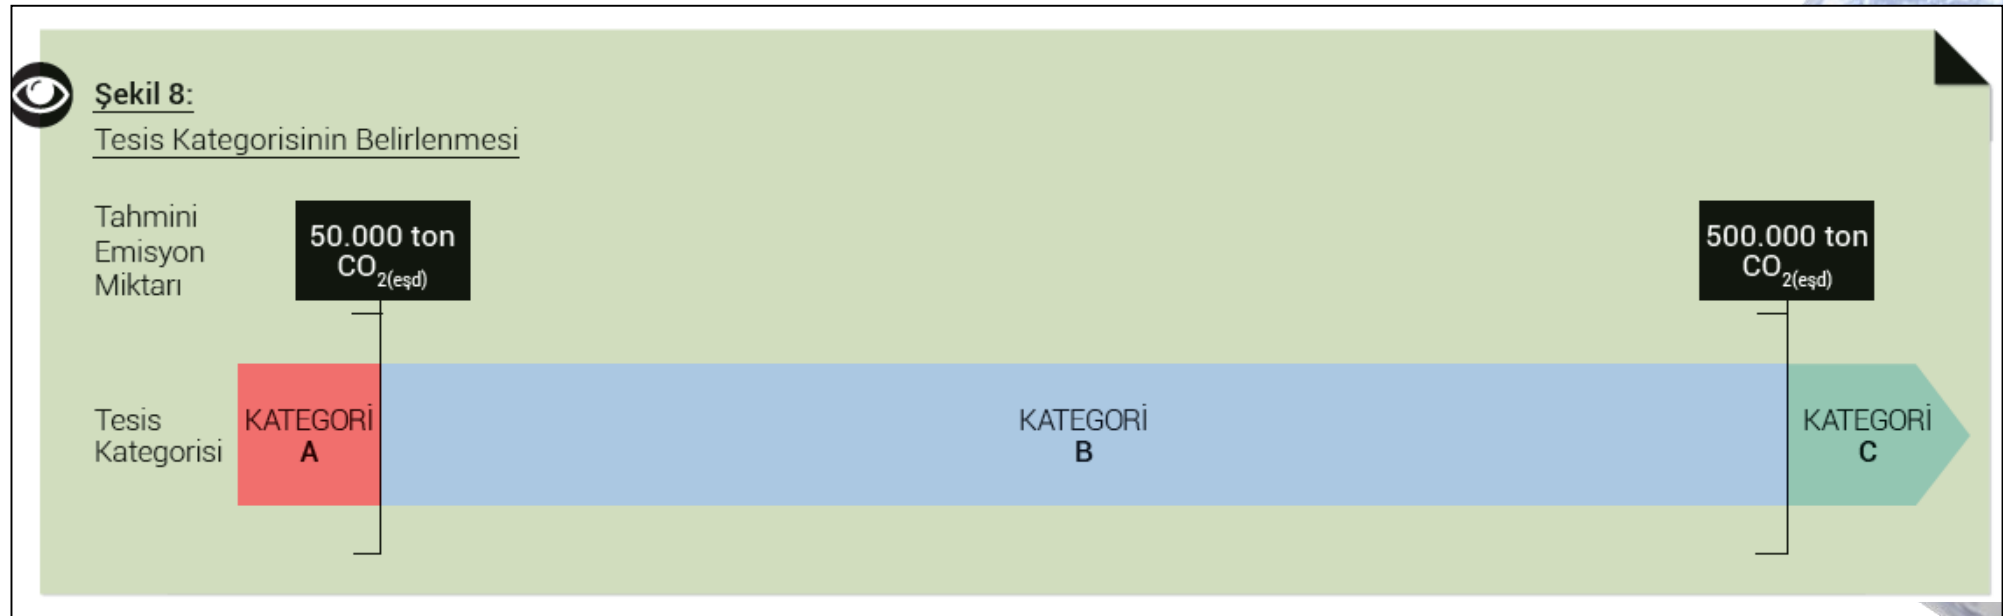 Şekil 8:
Tesis Kategorisinin Belirlenmesi
Tahmini
Emisyon
Miktarı
50.000 ton
CO2(eşd)
500.000 ton
CO2(eşd)
Tesis
Kategorisi
KATEGORİ
A
KATEGORİ
B
KATEGORİ
C